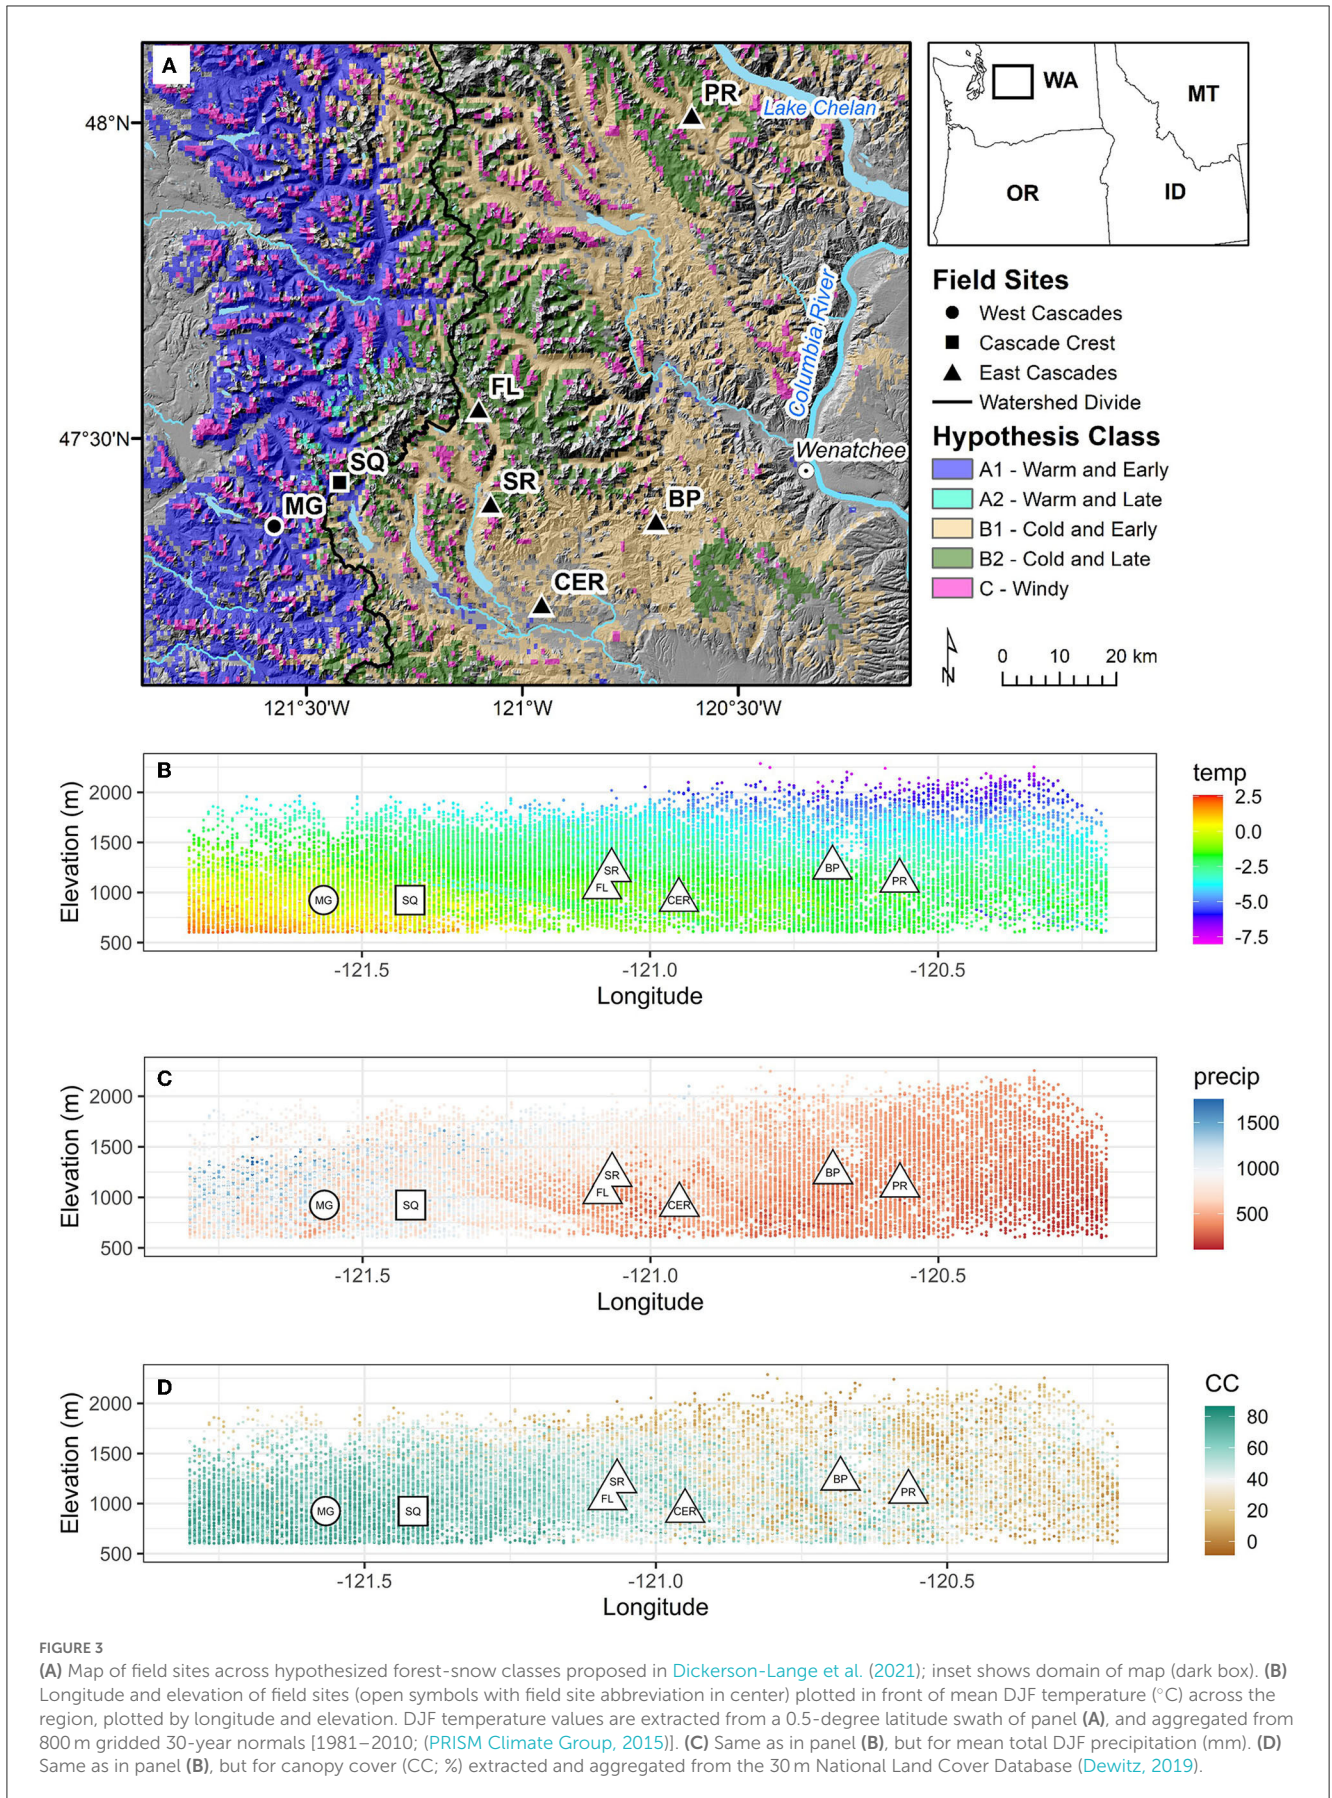 A
PR
Lake Chelan
48°N
FL
Columbia River
47°30'N
SQ
Wenatchee
MG
SR
BP
CER
121°30'W
121°W
120°30'W
WA
MT
OR
ID
Field Sites
West Cascades
Cascade Crest
East Cascades
Watershed Divide
Hypothesis Class
A1 - Warm and Early
A2 - Warm and Late
B1 - Cold and Early
B2 - Cold and Late
C - Windy
N
0 10 20 km
B
Elevation (m)
2000
1500
1000
500
MG
SQ
SR
FL
CER
BP
PR
-121.5
-121.0
-120.5
Longitude
temp
2.5
0.0
-2.5
-5.0
-7.5
C
Elevation (m)
2000
1500
1000
500
MG
SQ
SR
FL
CER
BP
PR
-121.5
-121.0
-120.5
Longitude
precip
1500
1000
500
D
Elevation (m)
2000
1500
1000
500
MG
SQ
SR
FL
CER
BP
PR
-121.5
-121.0
-120.5
Longitude
CC
80
60
40
20
0
FIGURE 3
(A) Map of field sites across hypothesized forest-snow classes proposed in Dickerson-Lange et al. (2021); inset shows domain of map (dark box). (B)
Longitude and elevation of field sites (open symbols with field site abbreviation in center) plotted in front of mean DJF temperature (°C) across the
region, plotted by longitude and elevation. DJF temperature values are extracted from a 0.5-degree latitude swath of panel (A), and aggregated from
800 m gridded 30-year normals [1981–2010; (PRISM Climate Group, 2015)]. (C) Same as in panel (B), but for mean total DJF precipitation (mm). (D)
Same as in panel (B), but for canopy cover (CC; %) extracted and aggregated from the 30 m National Land Cover Database (Dewitz, 2019).